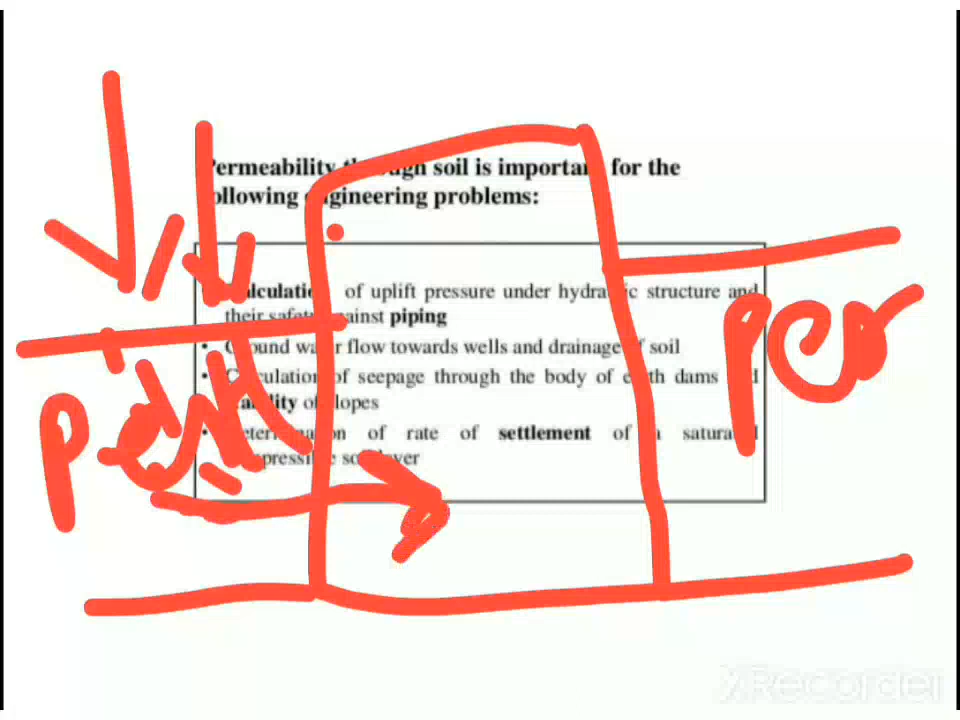 Permeability through soil is important for the
following engineering problems:
Calculation of uplift pressure under hydraulic structure and
their safety against piping
• Ground water flow towards wells and drainage of soil
• Calculation of seepage through the body of earth dams
stability of slopes
Determination of rate of settlement of a saturated
compressible soil layer
per
XRecorder